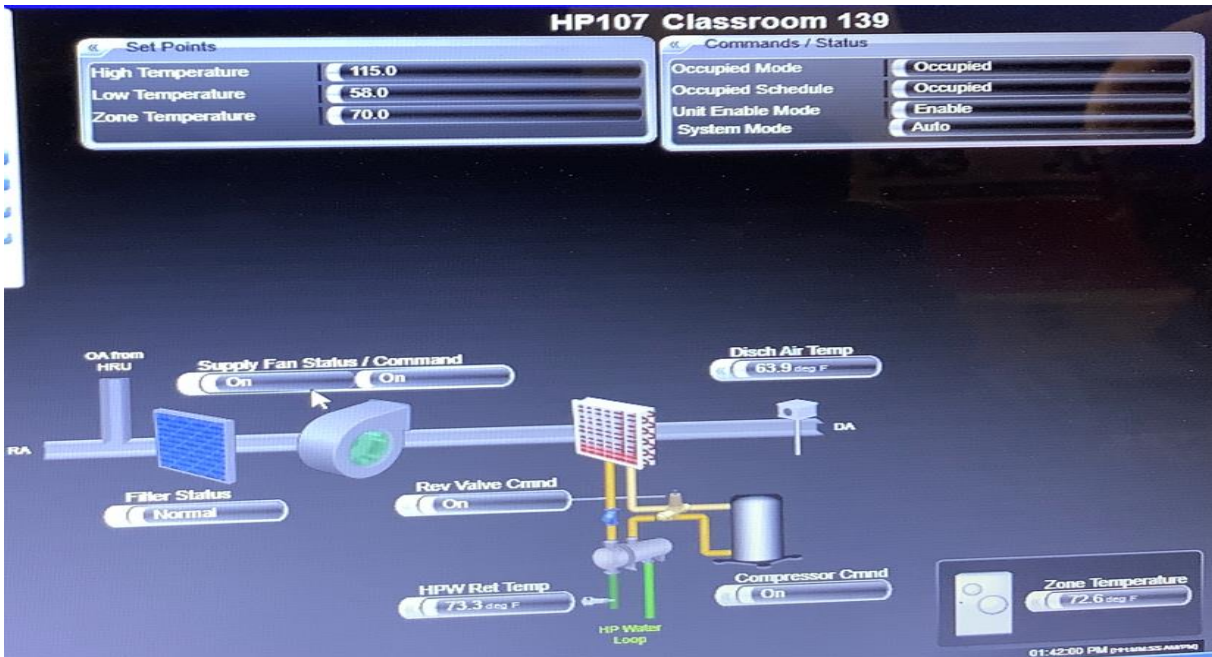 HP107 Classroom 139
« Set Points
High Temperature 115.0
Low Temperature 58.0
Zone Temperature 70.0
« Commands / Status
Occupied Mode Occupied
Occupied Schedule Occupied
Unit Enable Mode Enable
System Mode Auto
OA from
HRU
Supply Fan Status / Command
On On
Disch Air Temp
63.9 deg F
RA
DA
Filter Status
Normal
Rev Valve Cmnd
On
HPW Ret Temp
73.3 deg F
Compressor Cmnd
On
HP Water
Loop
Zone Temperature
72.6 deg F
01:42:00 PM